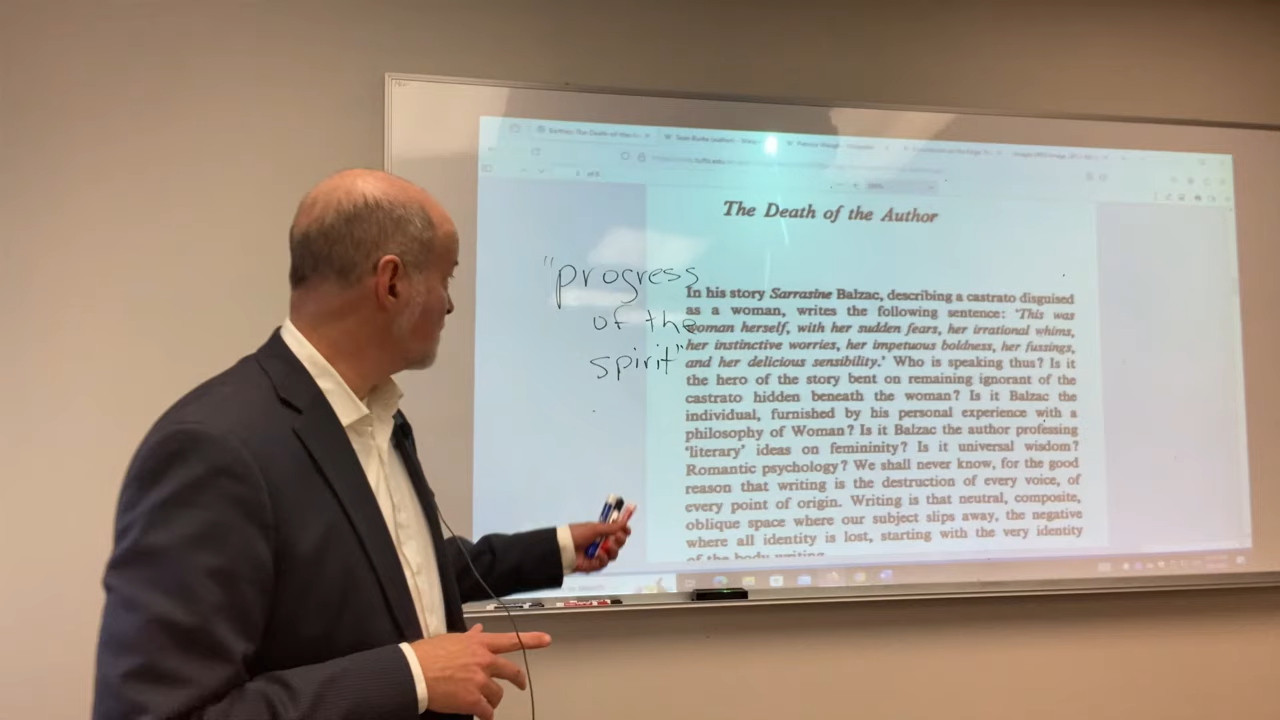 The Death of the Author
"progress
of the
spirit"
In his story Sarrasine Balzac, describing a castrato disguised
as a woman, writes the following sentence: 'This was
woman herself, with her sudden fears, her irrational whims,
her instinctive worries, her impetuous boldness, her fussings,
and her delicious sensibility.' Who is speaking thus? Is it
the hero of the story bent on remaining ignorant of the
castrato hidden beneath the woman? Is it Balzac the
individual, furnished by his personal experience with a
philosophy of Woman? Is it Balzac the author professing
'literary' ideas on femininity? Is it universal wisdom?
Romantic psychology? We shall never know, for the good
reason that writing is the destruction of every voice, of
every point of origin. Writing is that neutral, composite,
oblique space where our subject slips away, the negative
where all identity is lost, starting with the very identity
of the body writing.